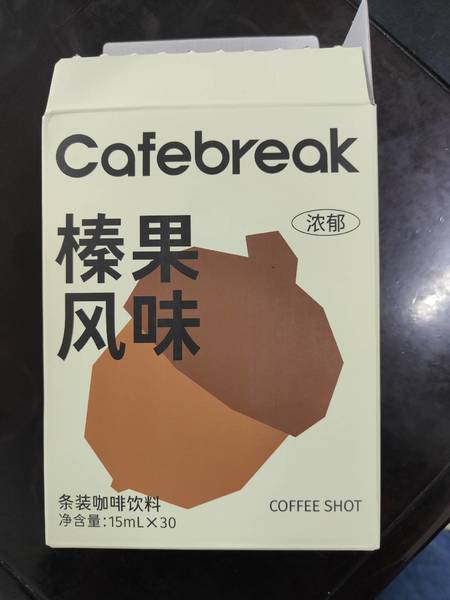 Cafebreak
浓郁
榛果
风味
条装咖啡饮料
净含量:15mL×30
COFFEE SHOT